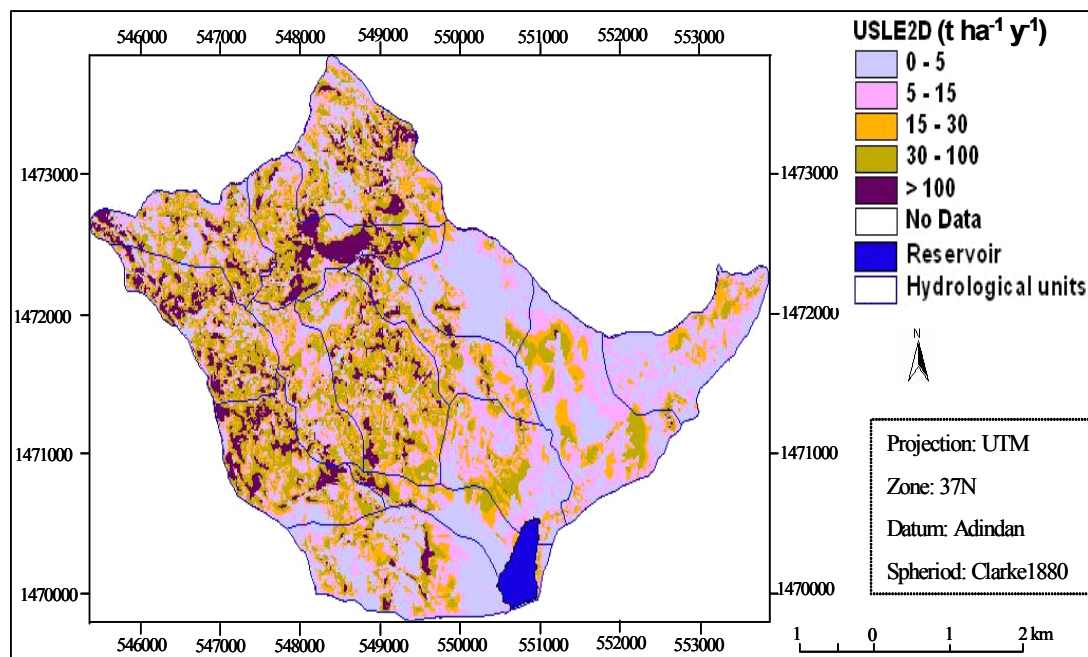 546000 547000 548000 549000 550000 551000 552000 553000
USLE2D (t ha-1 y-1)
0 - 5
5 - 15
15 - 30
30 - 100
> 100
No Data
Reservoir
Hydrological units
1473000 1473000
1472000 1472000
1471000 1471000
1470000 1470000
546000 547000 548000 549000 550000 551000 552000 553000
N
Projection: UTM
Zone: 37N
Datum: Adindan
Spheriod: Clarke1880
1 0 1 2 km